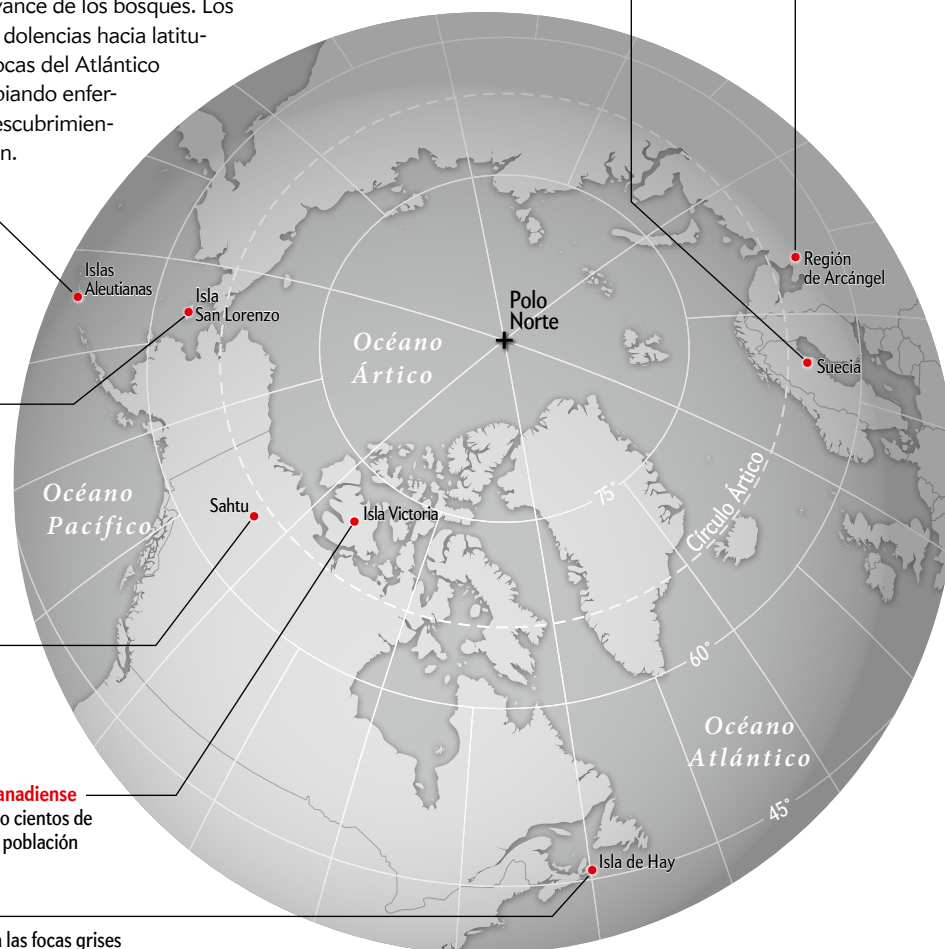 vance de los bosques. Los
dolencias hacia latitu-
ocas del Atlántico
biando enfer-
escubrimien-
n.
Islas
Aleutianas
Isla
San Lorenzo
Polo
Norte
Región
de Arcángel
Océano
Ártico
Suecia
Océano
Pacífico
Sahtu
Isla Victoria
75°
Círculo Ártico
60°
Océano
Atlántico
45°
anadiense
o cientos de
población
Isla de Hay
a las focas grises